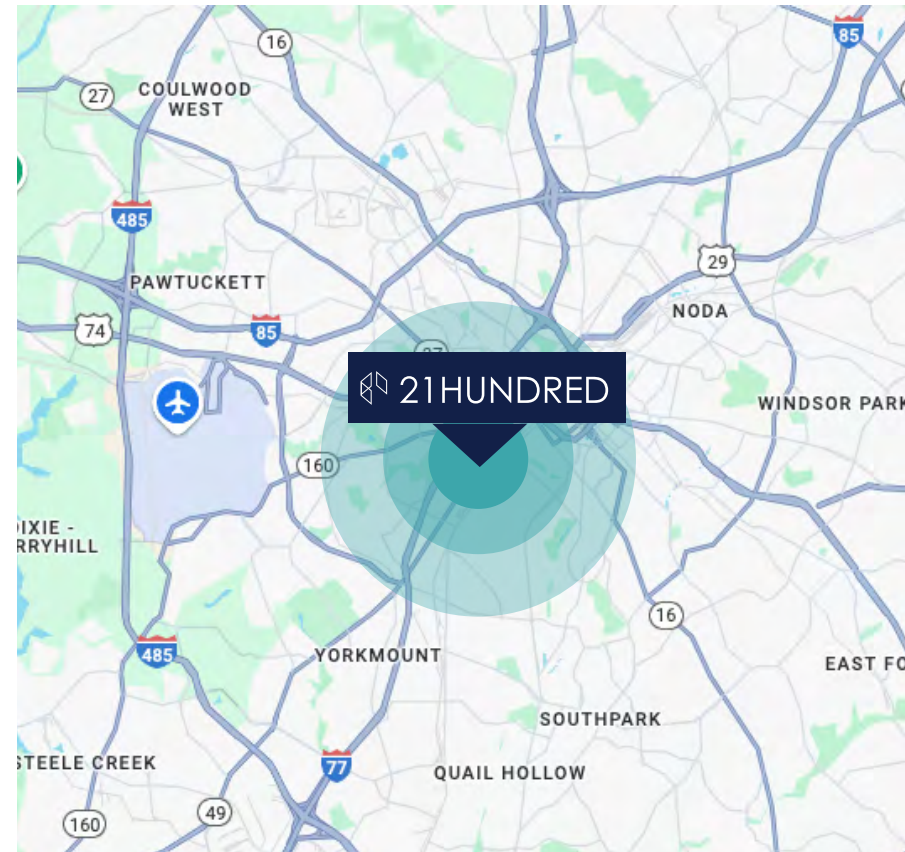 85
16
27
COULWOOD
WEST
485
PAWTUCKETT
29
74
85
NODA
21HUNDRED
WINDSOR PARK
160
IXIE -
RRYHILL
16
485
YORKMOUNT
EAST FO
SOUTHPARK
STEELE CREEK
77
QUAIL HOLLOW
49
160